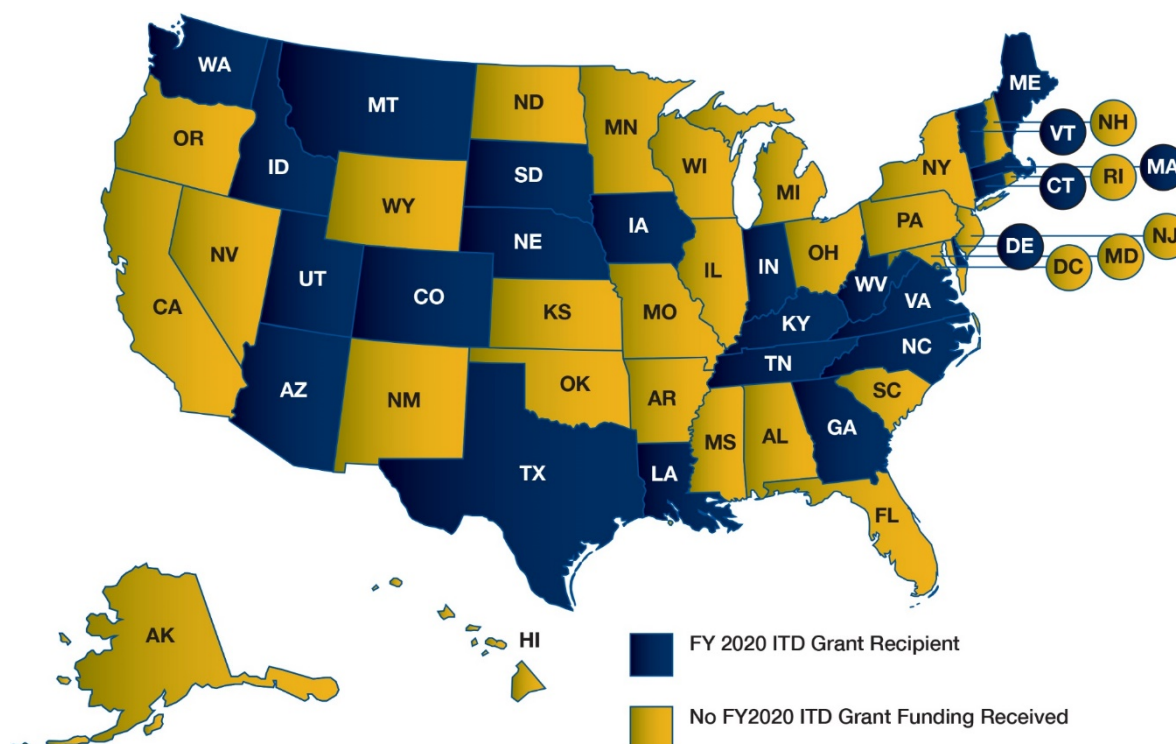 WA
MT
ND
MN
ME
VT
NH
OR
ID
SD
WI
MI
NY
MA
CT
RI
WY
IA
PA
NJ
NV
NE
IL
IN
OH
DE
DC
MD
UT
CO
WV
VA
CA
KS
MO
KY
NC
AZ
NM
OK
AR
TN
SC
TX
LA
MS
AL
GA
FL
AK
HI
FY 2020 ITD Grant Recipient
No FY2020 ITD Grant Funding Received